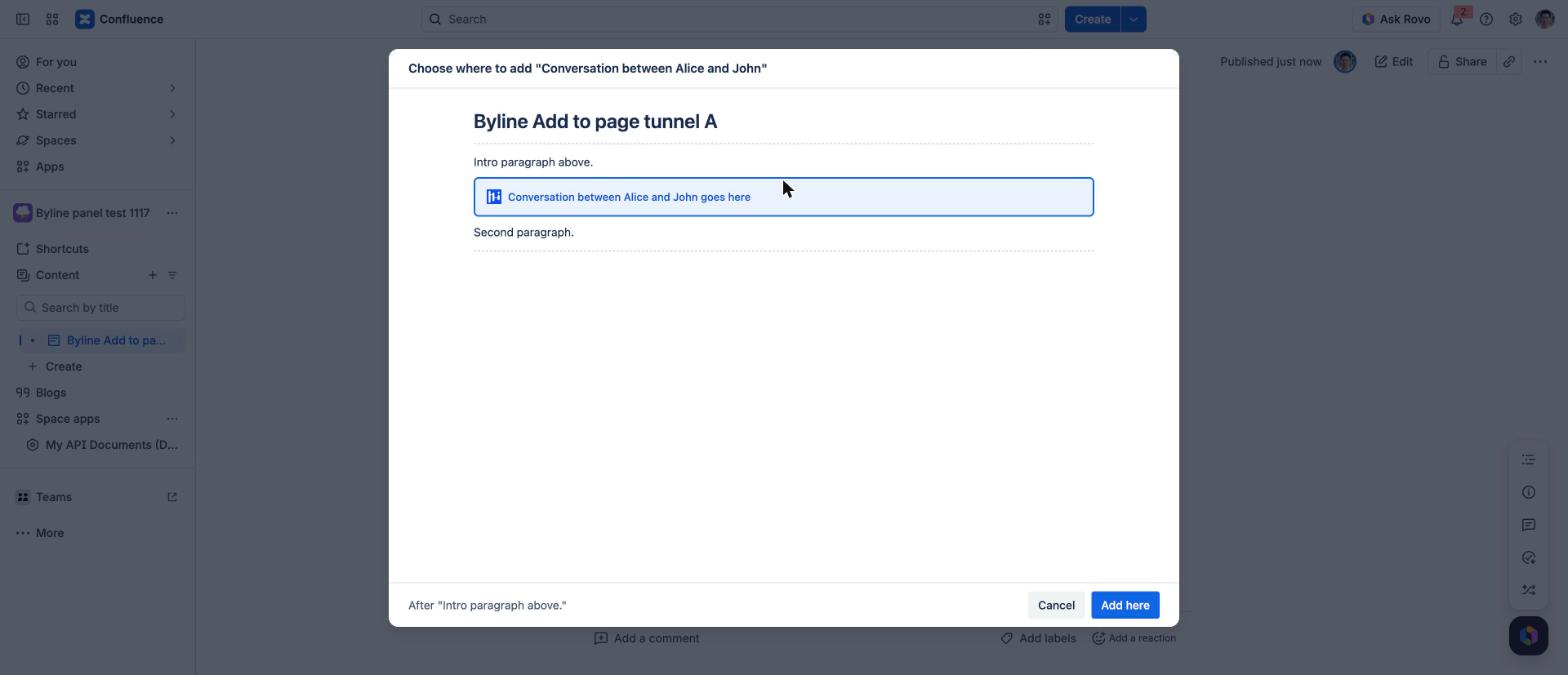 Confluence
Search
Create
Ask Rovo
2
For you
Recent
Starred
Spaces
Apps
Byline panel test 1117
Shortcuts
Content
Search by title
Byline Add to pa...
Create
Blogs
Space apps
My API Documents (D...
Teams
More
Published just now
Edit
Share
Choose where to add "Conversation between Alice and John"
Byline Add to page tunnel A
Intro paragraph above.
Conversation between Alice and John goes here
Second paragraph.
After "Intro paragraph above."
Cancel
Add here
Add a comment
Add labels
Add a reaction